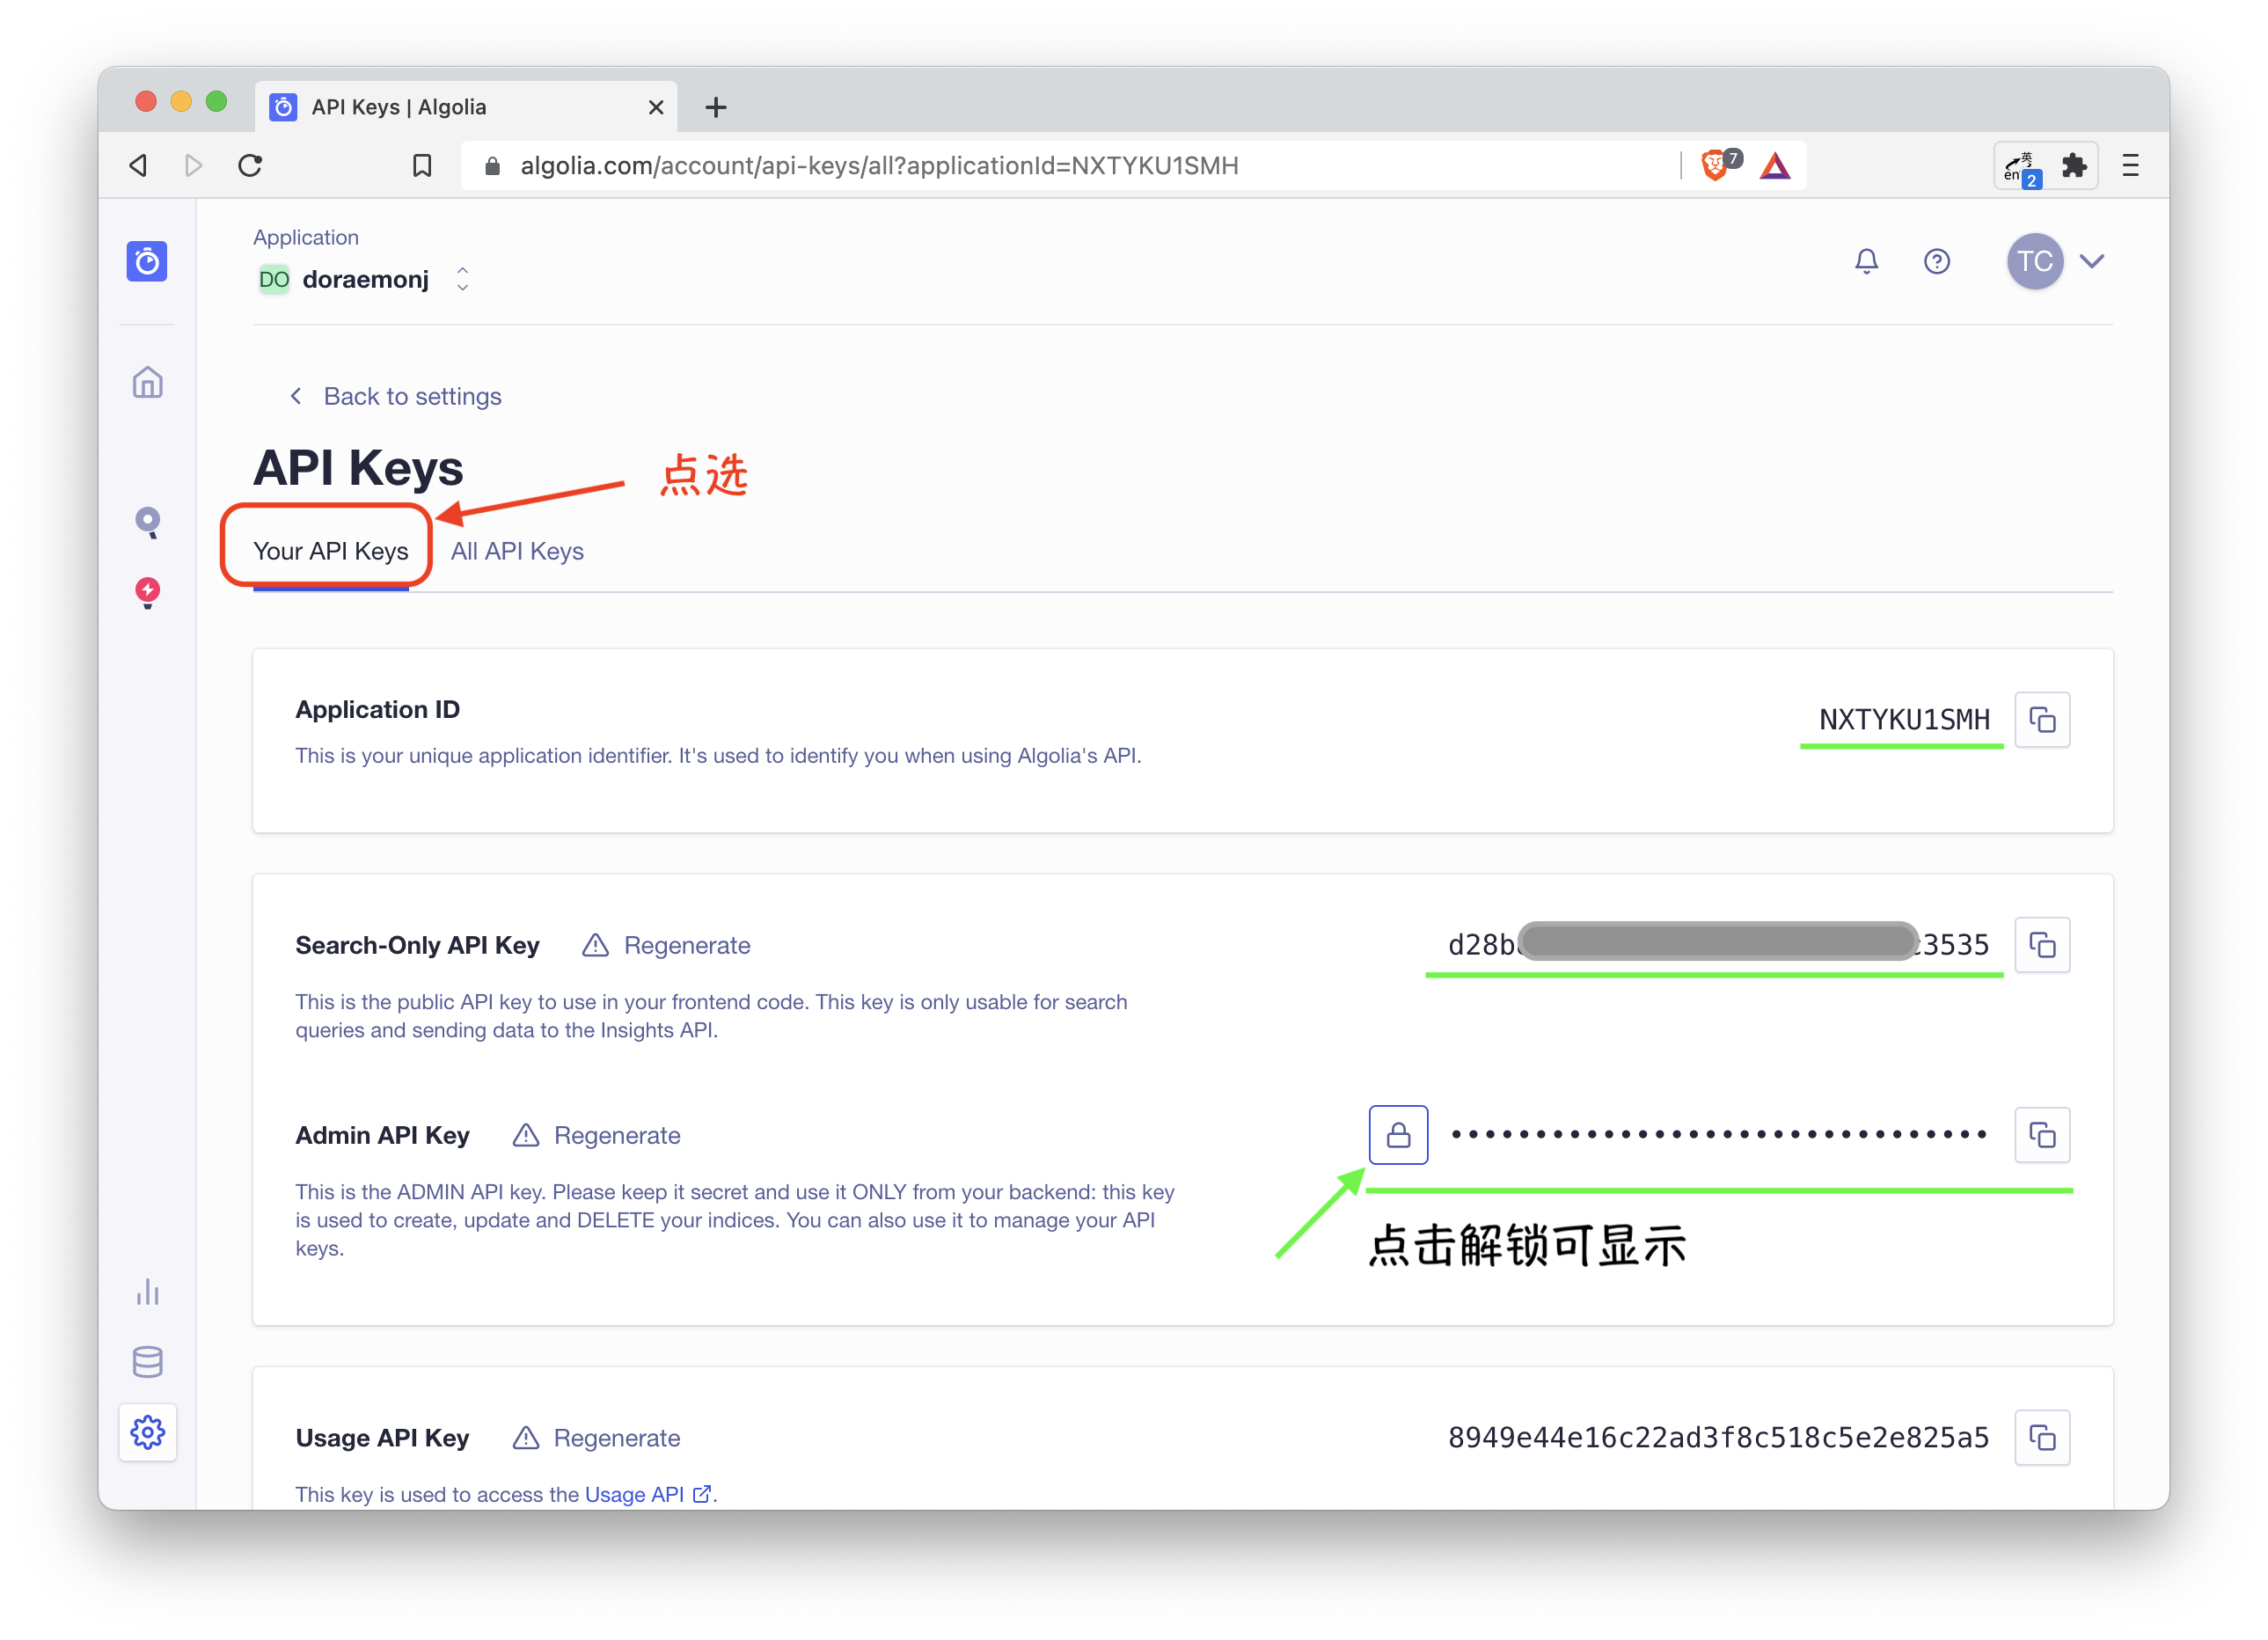 API Keys | Algolia
algolia.com/account/api-keys/all?applicationId=NXTYKU1SMH
7
英
en
2
Application
DO doraemonj
TC
Back to settings
API Keys
点选
Your API Keys
All API Keys
Application ID
NXTYKU1SMH
This is your unique application identifier. It's used to identify you when using Algolia's API.
Search-Only API Key
Regenerate
d28b
3535
This is the public API key to use in your frontend code. This key is only usable for search
queries and sending data to the Insights API.
Admin API Key
Regenerate
••••••••••••••••••••••••••••••••
This is the ADMIN API key. Please keep it secret and use it ONLY from your backend: this key
is used to create, update and DELETE your indices. You can also use it to manage your API
keys.
点击解锁可显示
Usage API Key
Regenerate
8949e44e16c22ad3f8c518c5e2e825a5
This key is used to access the Usage API.